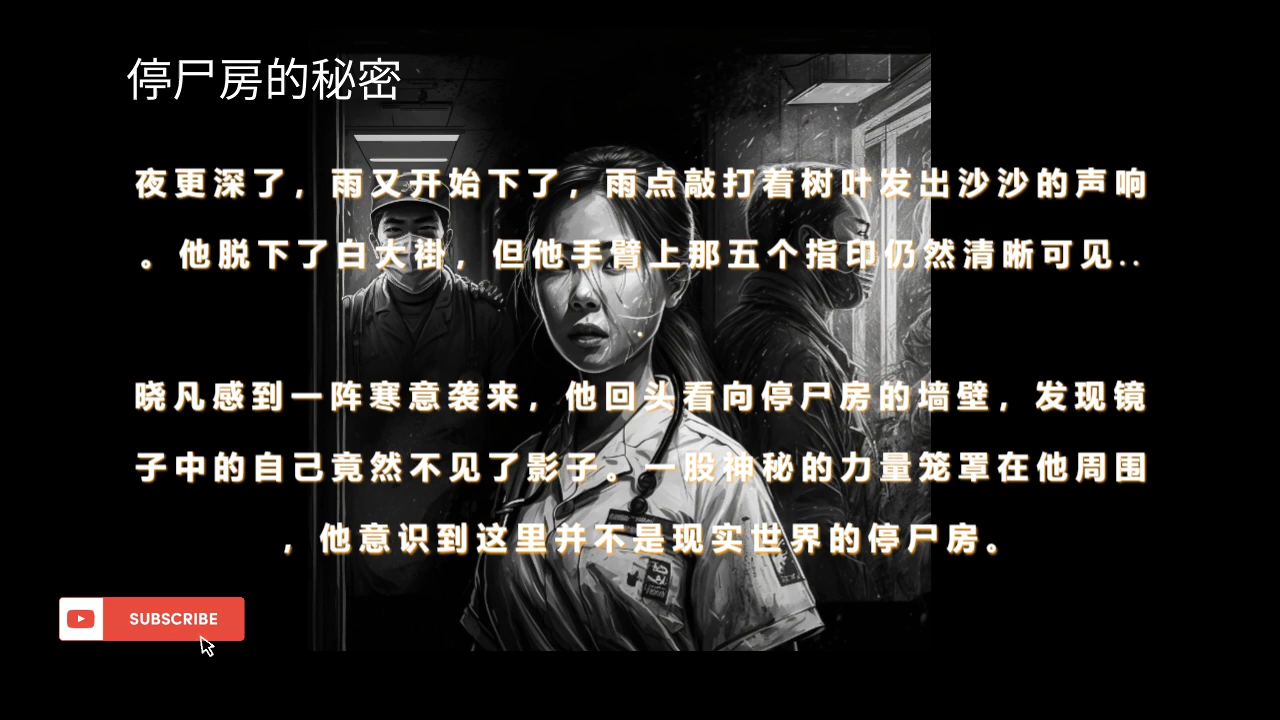 停尸房的秘密
夜更深了，雨又开始下了，雨点敲打着树叶发出沙沙的声响
。他脱下了白大褂，但他手臂上那五个指印仍然清晰可见..
晓凡感到一阵寒意袭来，他回头看向停尸房的墙壁，发现镜
子中的自己竟然不见了影子。一股神秘的力量笼罩在他周围
，他意识到这里并不是现实世界的停尸房。
SUBSCRIBE